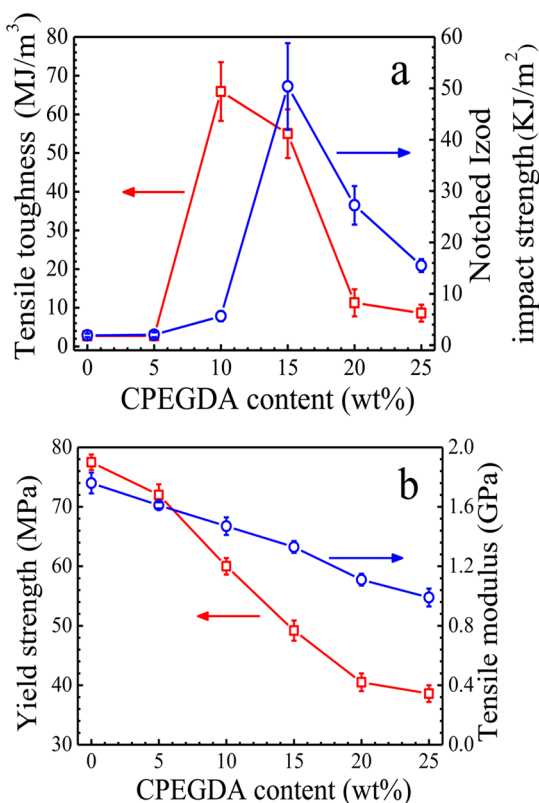 a
Tensile toughness (MJ/m³)
80
70
60
50
40
30
20
10
0
60
50
40
30
20
10
0
Notched Izod
impact strength(KJ/m²)
0 5 10 15 20 25
CPEGDA content (wt%)
b
Yield strength (MPa)
80
70
60
50
40
30
2.0
1.6
1.2
0.8
0.4
0.0
Tensile modulus (GPa)
0 5 10 15 20 25
CPEGDA content (wt%)